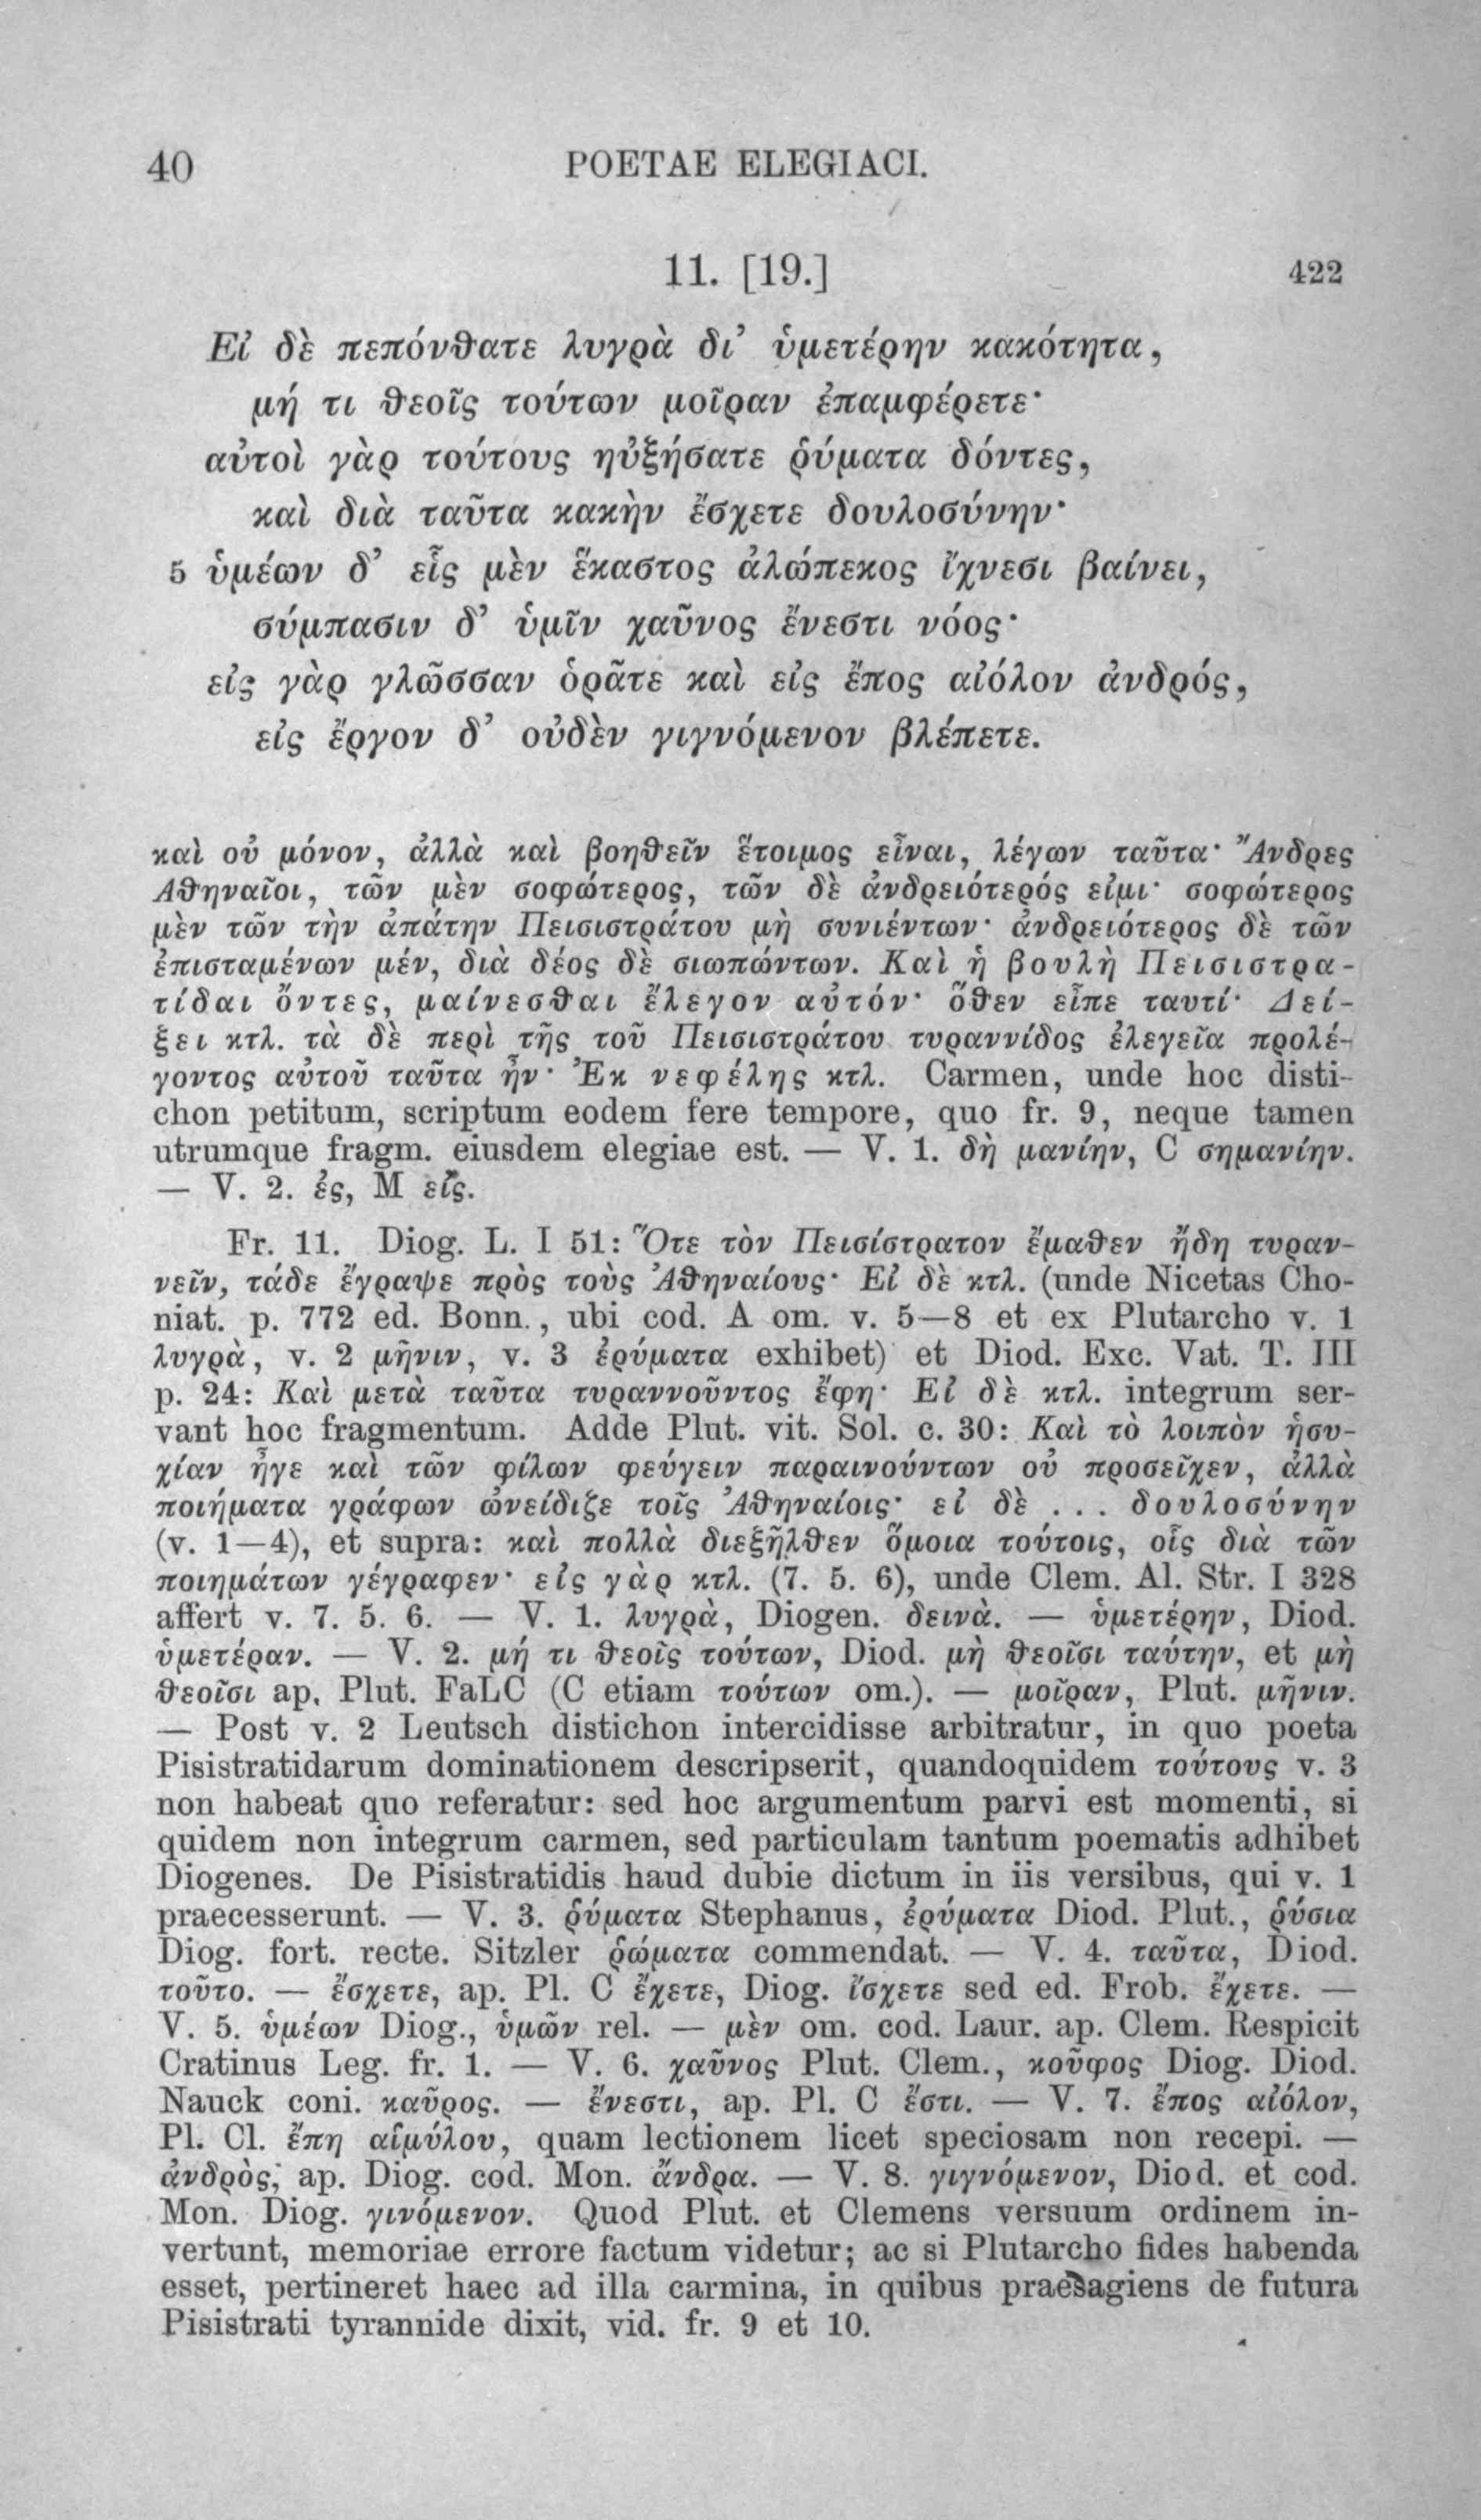 40
POETAE ELEGIACI.
11. [19.]
422
Εἰ δὲ πεπόνθατε λυγρὰ δι’ ὑμετέρην κακότητα,
μή τι θεοῖς τούτων μοῖραν ἐπαμφέρετε·
αὐτοὶ γὰρ τούτους ηὐξήσατε ῥύματα δόντες,
καὶ διὰ ταῦτα κακὴν ἔσχετε δουλοσύνην·
5 ὑμέων δ’ εἷς μὲν ἕκαστος ἀλώπεκος ἴχνεσι βαίνει,
σύμπασιν δ’ ὑμῖν χαῦνος ἔνεστι νόος·
εἰς γὰρ γλῶσσαν ὁρᾶτε καὶ εἰς ἔπος αἰόλον ἀνδρός,
εἰς ἔργον δ’ οὐδὲν γιγνόμενον βλέπετε.
καὶ οὐ μόνον, ἀλλὰ καὶ βοηθεῖν ἕτοιμος εἶναι, λέγων ταῦτα· Ἄνδρες
Ἀθηναῖοι, τῶν μὲν σοφώτερος, τῶν δὲ ἀνδρειότερός εἰμι· σοφώτερος
μὲν τῶν τὴν ἀπάτην Πεισιστράτου μὴ συνιέντων· ἀνδρειότερος δὲ τῶν
ἐπισταμένων μέν, διὰ δέος δὲ σιωπώντων. Καὶ ἡ βουλὴ Πεισιστρα-
τίδαι ὄντες, μαίνεσθαι ἔλεγον αὐτόν· ὅθεν εἶπε ταυτί· Δεί-
ξει κτλ. τὰ δὲ περὶ τῆς τοῦ Πεισιστράτου τυραννίδος ἐλεγεῖα προλέ-
γοντος αὐτοῦ ταῦτα ἦν· Ἐκ νεφέλης κτλ. Carmen, unde hoc disti-
chon petitum, scriptum eodem fere tempore, quo fr. 9, neque tamen
utrumque fragm. eiusdem elegiae est. — V. 1. δὴ μανίην, C σημανίην.
— V. 2. ἐς, M εἰς.
Fr. 11. Diog. L. I 51: Ὅτε τὸν Πεισίστρατον ἔμαθεν ἤδη τυραν-
νεῖν, τάδε ἔγραψε πρὸς τοὺς Ἀθηναίους· Εἰ δὲ κτλ. (unde Nicetas Cho-
niat. p. 772 ed. Bonn., ubi cod. A om. v. 5—8 et ex Plutarcho v. 1
λυγρὰ, v. 2 μῆνιν, v. 3 ἐρύματα exhibet) et Diod. Exc. Vat. T. III
p. 24: Καὶ μετὰ ταῦτα τυραννοῦντος ἔφη· Εἰ δὲ κτλ. integrum ser-
vant hoc fragmentum. Adde Plut. vit. Sol. c. 30: Καὶ τὸ λοιπὸν ἡσυ-
χίαν ἦγε καὶ τῶν φίλων φεύγειν παραινούντων οὐ προσεῖχεν, ἀλλὰ
ποιήματα γράφων ὠνείδιζε τοῖς Ἀθηναίοις· εἰ δὲ ... δουλοσύνην
(v. 1—4), et supra: καὶ πολλὰ διεξῆλθεν ὅμοια τούτοις, οἷς διὰ τῶν
ποιημάτων γέγραφεν· εἰς γὰρ κτλ. (7. 5. 6), unde Clem. Al. Str. I 328
affert v. 7. 5. 6. — V. 1. λυγρὰ, Diogen. δεινὰ. — ὑμετέρην, Diod.
ὑμετέραν. — V. 2. μή τι θεοῖς τούτων, Diod. μὴ θεοῖσι ταύτην, et μὴ
θεοῖσι ap. Plut. FaLC (C etiam τούτων om.). — μοῖραν, Plut. μῆνιν.
— Post v. 2 Leutsch distichon intercidisse arbitratur, in quo poeta
Pisistratidarum dominationem descripserit, quandoquidem τούτους v. 3
non habeat quo referatur: sed hoc argumentum parvi est momenti, si
quidem non integrum carmen, sed particulam tantum poematis adhibet
Diogenes. De Pisistratidis haud dubie dictum in iis versibus, qui v. 1
praecesserunt. — V. 3. ῥύματα Stephanus, ἐρύματα Diod. Plut., ῥύσια
Diog. fort. recte. Sitzler ῥώματα commendat. — V. 4. ταῦτα, Diod.
τοῦτο. — ἔσχετε, ap. Pl. C ἔχετε, Diog. ἴσχετε sed ed. Frob. ἔχετε. —
V. 5. ὑμέων Diog., ὑμῶν rel. — μὲν om. cod. Laur. ap. Clem. Respicit
Cratinus Leg. fr. 1. — V. 6. χαῦνος Plut. Clem., κοῦφος Diog. Diod.
Nauck coni. καῦρος. — ἔνεστι, ap. Pl. C ἔστι. — V. 7. ἔπος αἰόλον,
Pl. Cl. ἔπη αἱμύλου, quam lectionem licet speciosam non recepi. —
ἀνδρὸς, ap. Diog. cod. Mon. ἄνδρα. — V. 8. γιγνόμενον, Diod. et cod.
Mon. Diog. γινόμενον. Quod Plut. et Clemens versuum ordinem in-
vertunt, memoriae errore factum videtur; ac si Plutarcho fides habenda
esset, pertineret haec ad illa carmina, in quibus praesagiens de futura
Pisistrati tyrannide dixit, vid. fr. 9 et 10.